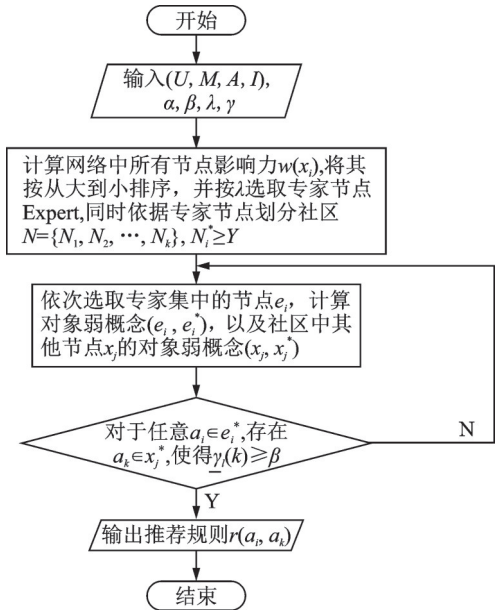 开始
输入(U, M, A, I),
α, β, λ, γ
计算网络中所有节点影响力w(xᵢ),将其
按从大到小排序，并按λ选取专家节点
Expert,同时依据专家节点划分社区
N={N₁, N₂, …, Nₖ}, Nᵢ*≥Y
依次选取专家集中的节点eᵢ，计算
对象弱概念(eᵢ, eᵢ*)，以及社区中其
他节点xⱼ的对象弱概念(xⱼ, xⱼ*)
对于任意aᵢ∈eᵢ*,存在
aₖ∈xⱼ*,使得γ̲ᵢ(k)≥β
N
Y
输出推荐规则r(aᵢ, aₖ)
结束